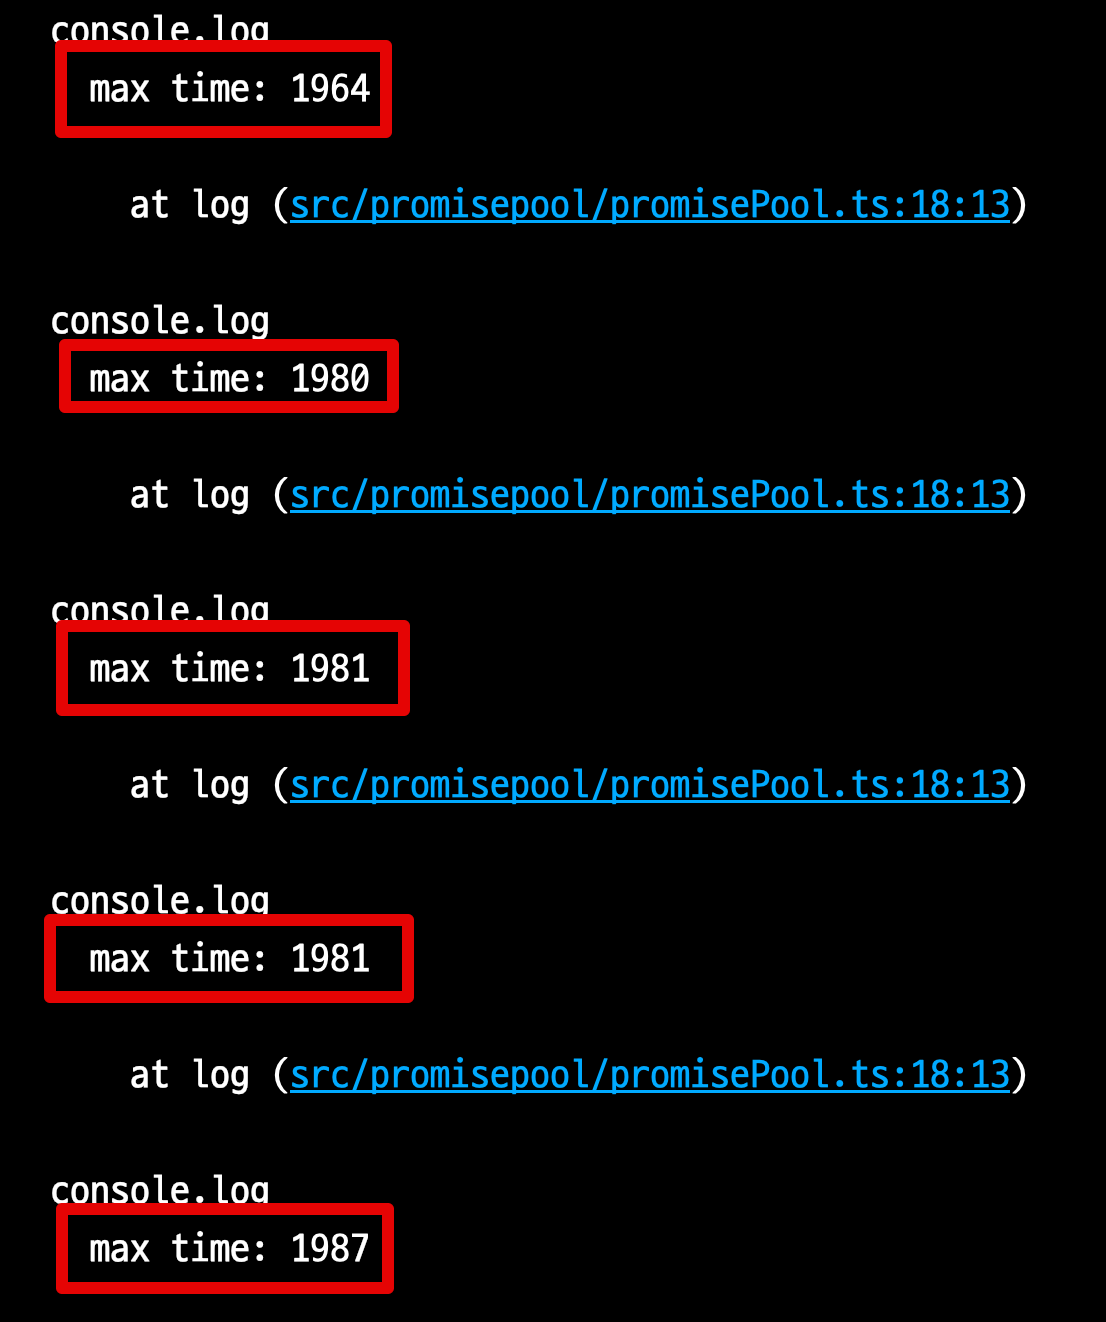 console.log
max time: 1964
at log (src/promisepool/promisePool.ts:18:13)
console.log
max time: 1980
at log (src/promisepool/promisePool.ts:18:13)
console.log
max time: 1981
at log (src/promisepool/promisePool.ts:18:13)
console.log
max time: 1981
at log (src/promisepool/promisePool.ts:18:13)
console.log
max time: 1987